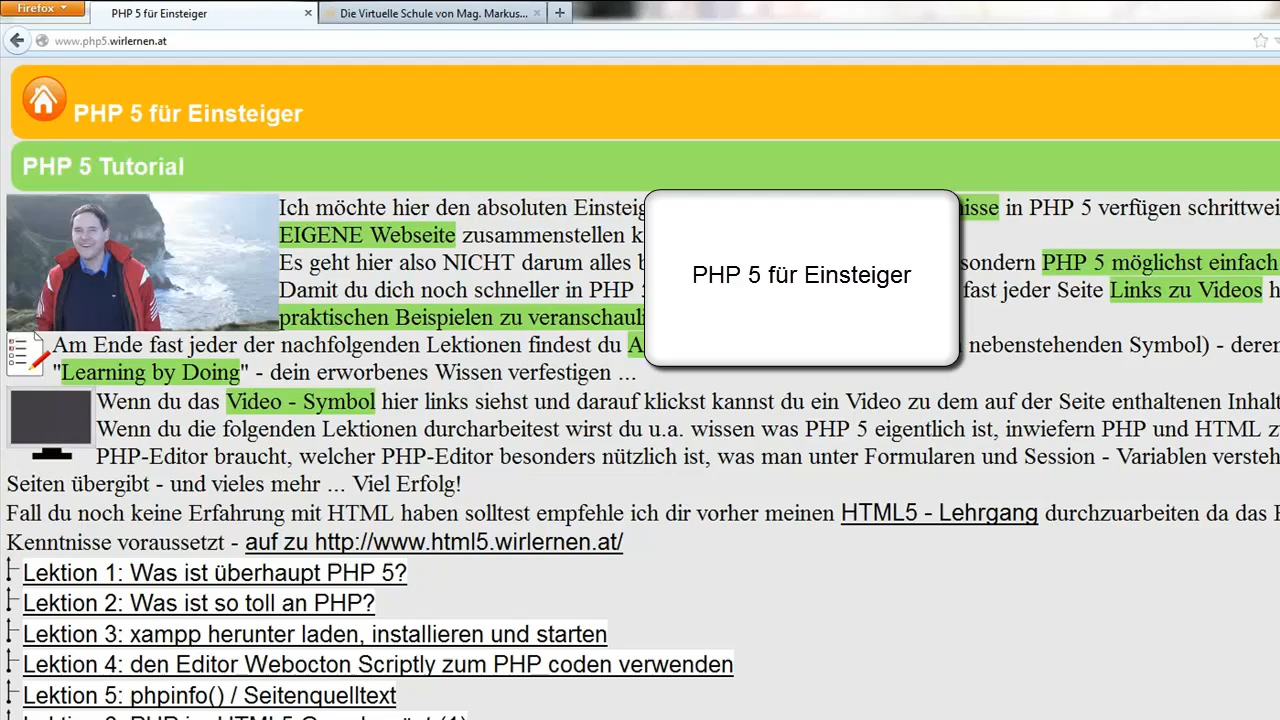 Firefox
PHP 5 für Einsteiger
Die Virtuelle Schule von Mag. Markus...
www.php5.wirlernen.at
PHP 5 für Einsteiger
PHP 5 Tutorial
Ich möchte hier den absoluten in PHP 5 verfügen
EIGENE Webseite zusammenstellen
Es geht hier also NICHT darum alles sondern PHP 5 möglichst einfach
Damit du dich noch schneller in PHP fast jeder Seite Links zu Videos
praktischen Beispielen zu
PHP 5 für Einsteiger
Am Ende fast jeder der nachfolgenden Lektionen findest du nebenstehenden Symbol) -
"Learning by Doing" - dein erworbenes Wissen verfestigen ...
Wenn du das Video - Symbol hier links siehst und darauf klickst kannst du ein Video zu dem auf der Seite enthaltenen
Wenn du die folgenden Lektionen durcharbeitest wirst du u.a. wissen was PHP 5 eigentlich ist, inwiefern PHP und HTML
PHP-Editor braucht, welcher PHP-Editor besonders nützlich ist, was man unter Formularen und Session - Variablen
Seiten übergibt - und vieles mehr ... Viel Erfolg!
Fall du noch keine Erfahrung mit HTML haben solltest empfehle ich dir vorher meinen HTML5 - Lehrgang durchzuarbeiten da das
Kenntnisse voraussetzt - auf zu http://www.html5.wirlernen.at/
Lektion 1: Was ist überhaupt PHP 5?
Lektion 2: Was ist so toll an PHP?
Lektion 3: xampp herunter laden, installieren und starten
Lektion 4: den Editor Webocton Scriptly zum PHP coden verwenden
Lektion 5: phpinfo() / Seitenquelltext